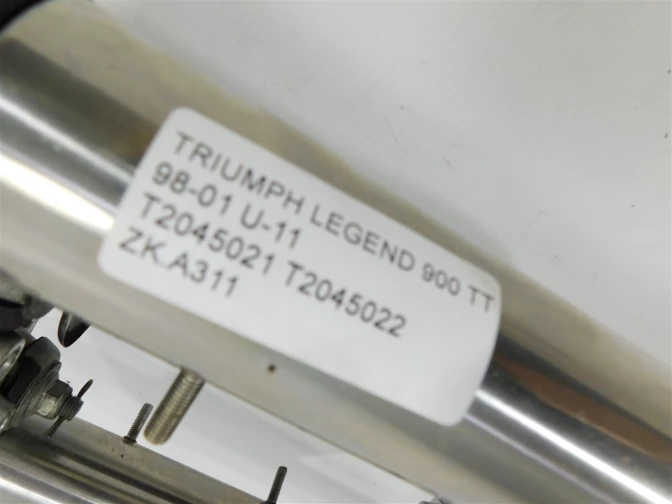 TRIUMPH LEGEND 900 TT
98-01 U-11
T2045021 T2045022
ZK.A311